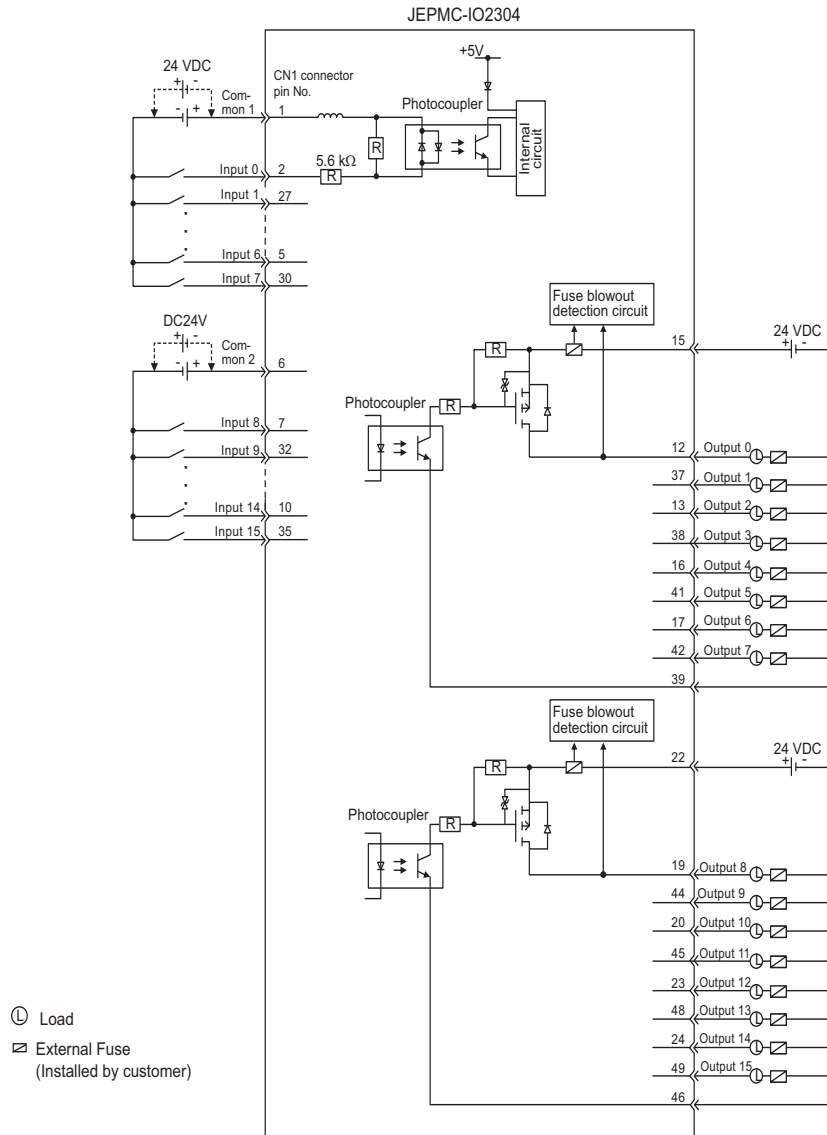 JEPMC-IO2304
24 VDC
+ -
- +
Com-
mon 1
CN1 connector
pin No.
1
+5V
Photocoupler
Internal
circuit
R
5.6 kΩ
R
Input 0 2
Input 1 27
Input 6 5
Input 7 30
DC24V
+ -
- +
Com-
mon 2
6
Input 8 7
Input 9 32
Input 14 10
Input 15 35
Fuse blowout
detection circuit
R
15
24 VDC
+ -
Photocoupler
R
12 Output 0 L
37 Output 1 L
13 Output 2 L
38 Output 3 L
16 Output 4 L
41 Output 5 L
17 Output 6 L
42 Output 7 L
39
Fuse blowout
detection circuit
R
22
24 VDC
+ -
Photocoupler
R
19 Output 8 L
44 Output 9 L
20 Output 10 L
45 Output 11 L
23 Output 12 L
48 Output 13 L
24 Output 14 L
49 Output 15 L
46
L Load
External Fuse
(Installed by customer)